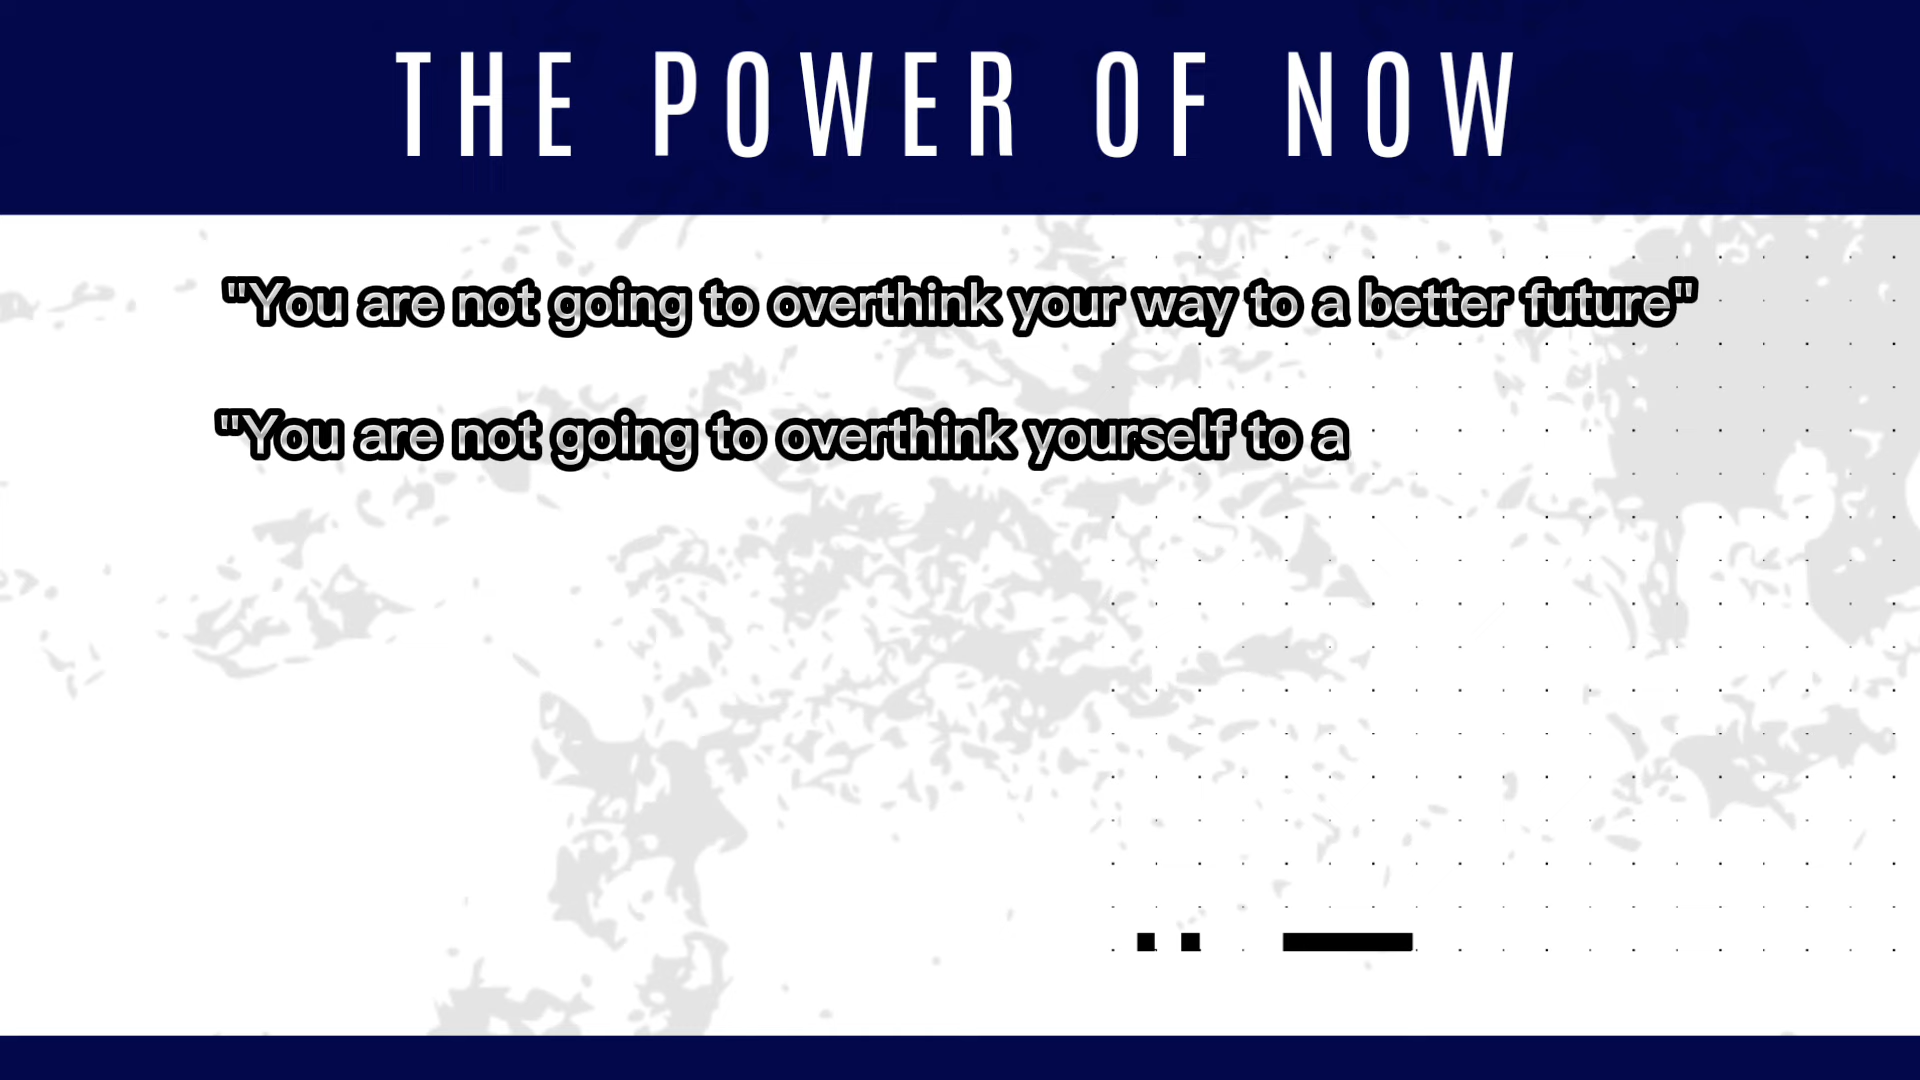 THE POWER OF NOW
"You are not going to overthink your way to a better future"
"You are not going to overthink yourself to a